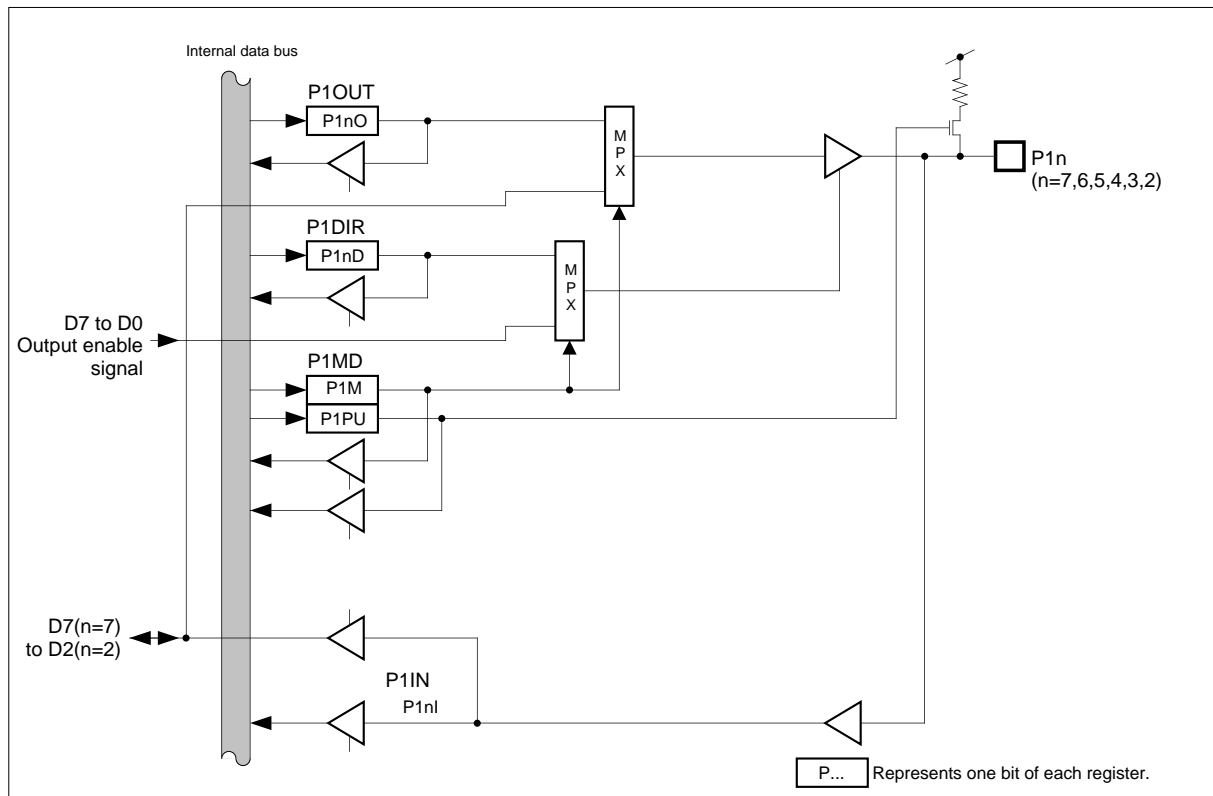 Internal data bus
P1OUT
P1nO
M
P
X
P1n
(n=7,6,5,4,3,2)
P1DIR
P1nD
M
P
X
D7 to D0
Output enable
signal
P1MD
P1M
P1PU
D7(n=7)
to D2(n=2)
P1IN
P1nI
P... Represents one bit of each register.